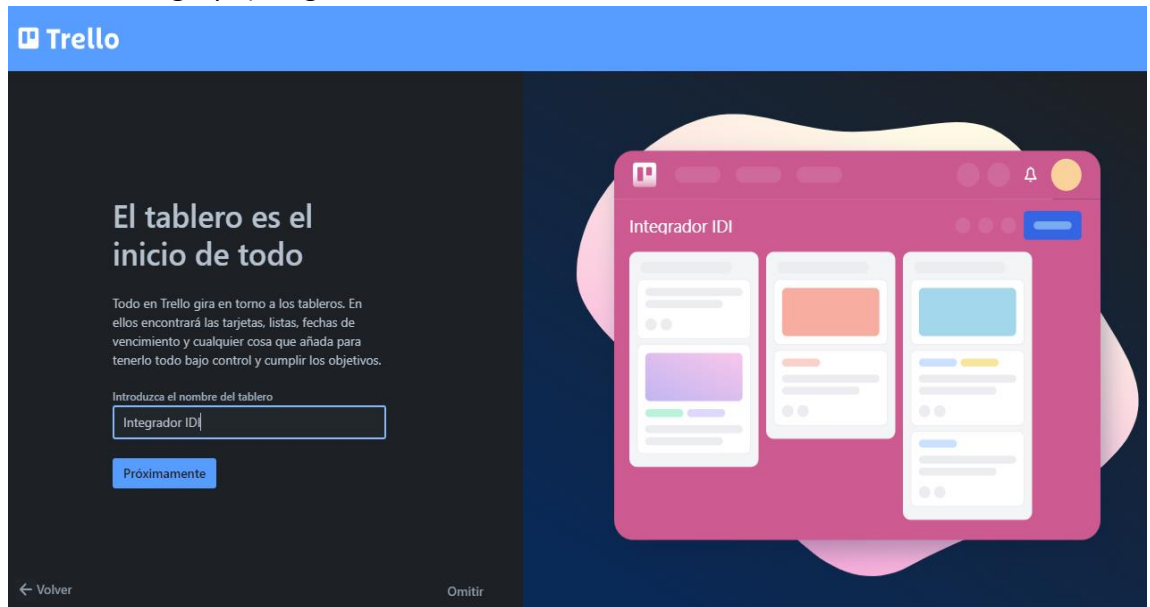 Trello
El tablero es el
inicio de todo
Todo en Trello gira en torno a los tableros. En
ellos encontrará las tarjetas, listas, fechas de
vencimiento y cualquier cosa que añada para
tenerlo todo bajo control y cumplir los objetivos.
Introduzca el nombre del tablero
Integrador IDI
Próximamente
← Volver
Omitir
Integrador IDI